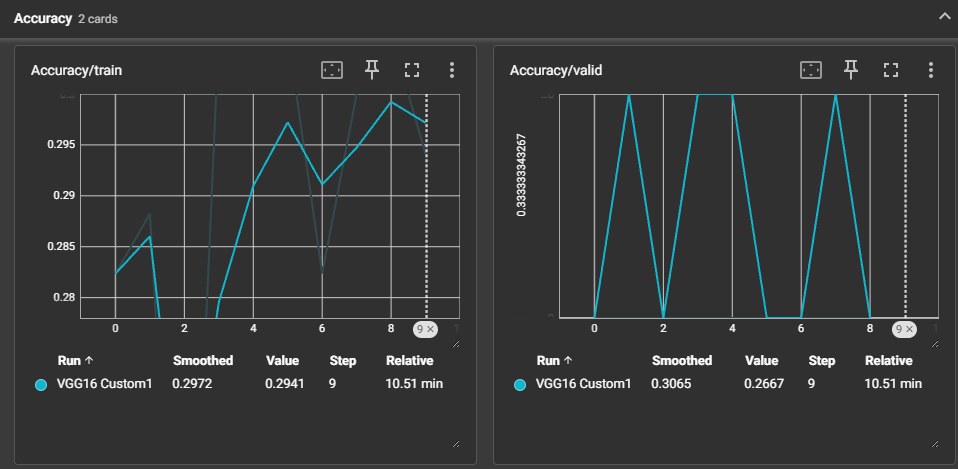 Accuracy 2 cards
Accuracy/train
0.295
0.29
0.285
0.28
0 2 4 6 8 9 ×
Run ↑ Smoothed Value Step Relative
VGG16 Custom1 0.2972 0.2941 9 10.51 min
Accuracy/valid
0.333333343267
0 2 4 6 8 9 ×
Run ↑ Smoothed Value Step Relative
VGG16 Custom1 0.3065 0.2667 9 10.51 min